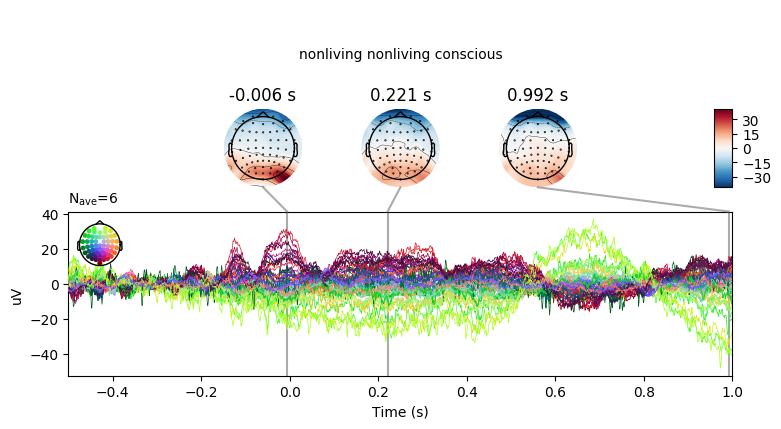 nonliving nonliving conscious
-0.006 s 0.221 s 0.992 s
30
15
0
−15
−30
Nave=6
40
20
0
−20
−40
uV
−0.4 −0.2 0.0 0.2 0.4 0.6 0.8 1.0
Time (s)